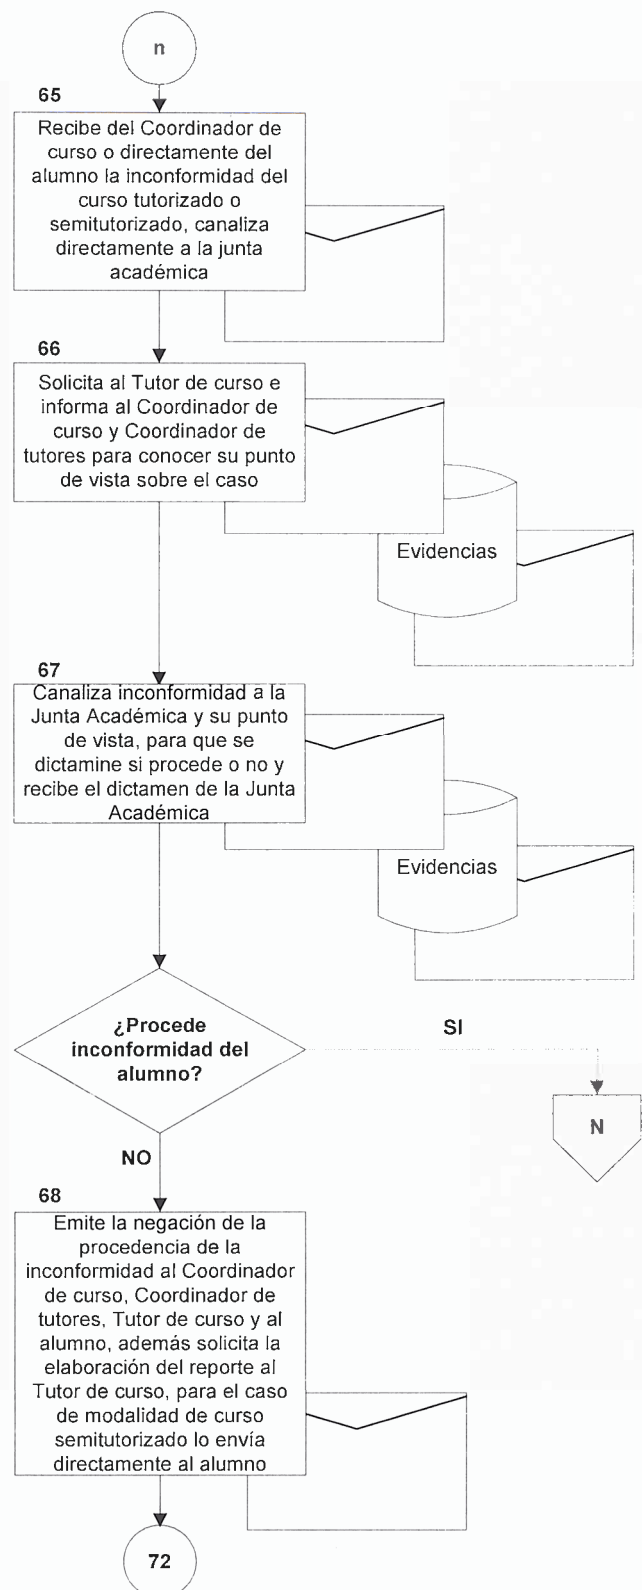 n
65
Recibe del Coordinador de
curso o directamente del
alumno la inconformidad del
curso tutorizado o
semitutorizado, canaliza
directamente a la junta
académica
66
Solicita al Tutor de curso e
informa al Coordinador de
curso y Coordinador de
tutores para conocer su punto
de vista sobre el caso
Evidencias
67
Canaliza inconformidad a la
Junta Académica y su punto
de vista, para que se
dictamine si procede o no y
recibe el dictamen de la Junta
Académica
Evidencias
¿Procede
inconformidad del
alumno?
SI
N
NO
68
Emite la negación de la
procedencia de la
inconformidad al Coordinador
de curso, Coordinador de
tutores, Tutor de curso y al
alumno, además solicita la
elaboración del reporte al
Tutor de curso, para el caso
de modalidad de curso
semitutorizado lo envía
directamente al alumno
72